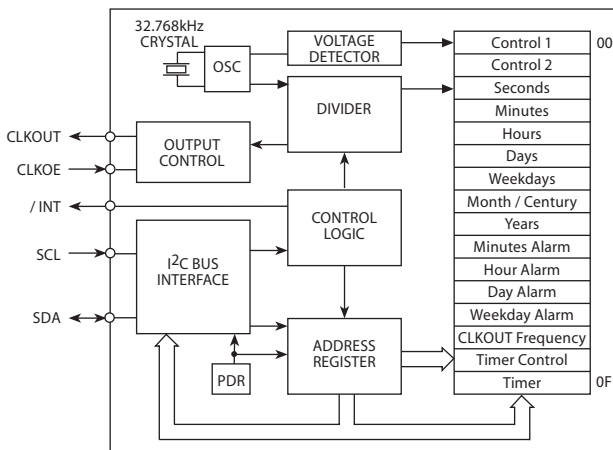 32.768kHz
CRYSTAL
OSC
VOLTAGE
DETECTOR
DIVIDER
CLKOUT
CLKOE
OUTPUT
CONTROL
/ INT
CONTROL
LOGIC
SCL
SDA
I2C BUS
INTERFACE
ADDRESS
REGISTER
PDR
Control 1
00
Control 2
Seconds
Minutes
Hours
Days
Weekdays
Month / Century
Years
Minutes Alarm
Hour Alarm
Day Alarm
Weekday Alarm
CLKOUT Frequency
Timer Control
Timer
0F